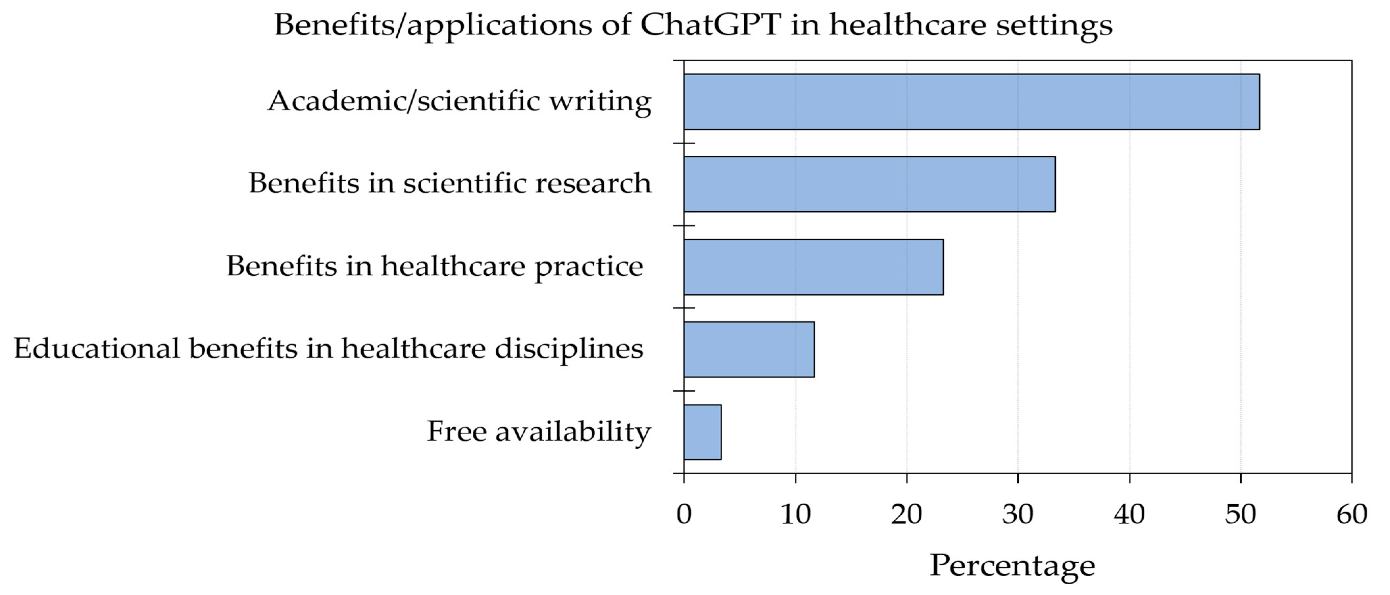 Benefits/applications of ChatGPT in healthcare settings
Academic/scientific writing
Benefits in scientific research
Benefits in healthcare practice
Educational benefits in healthcare disciplines
Free availability
0 10 20 30 40 50 60
Percentage